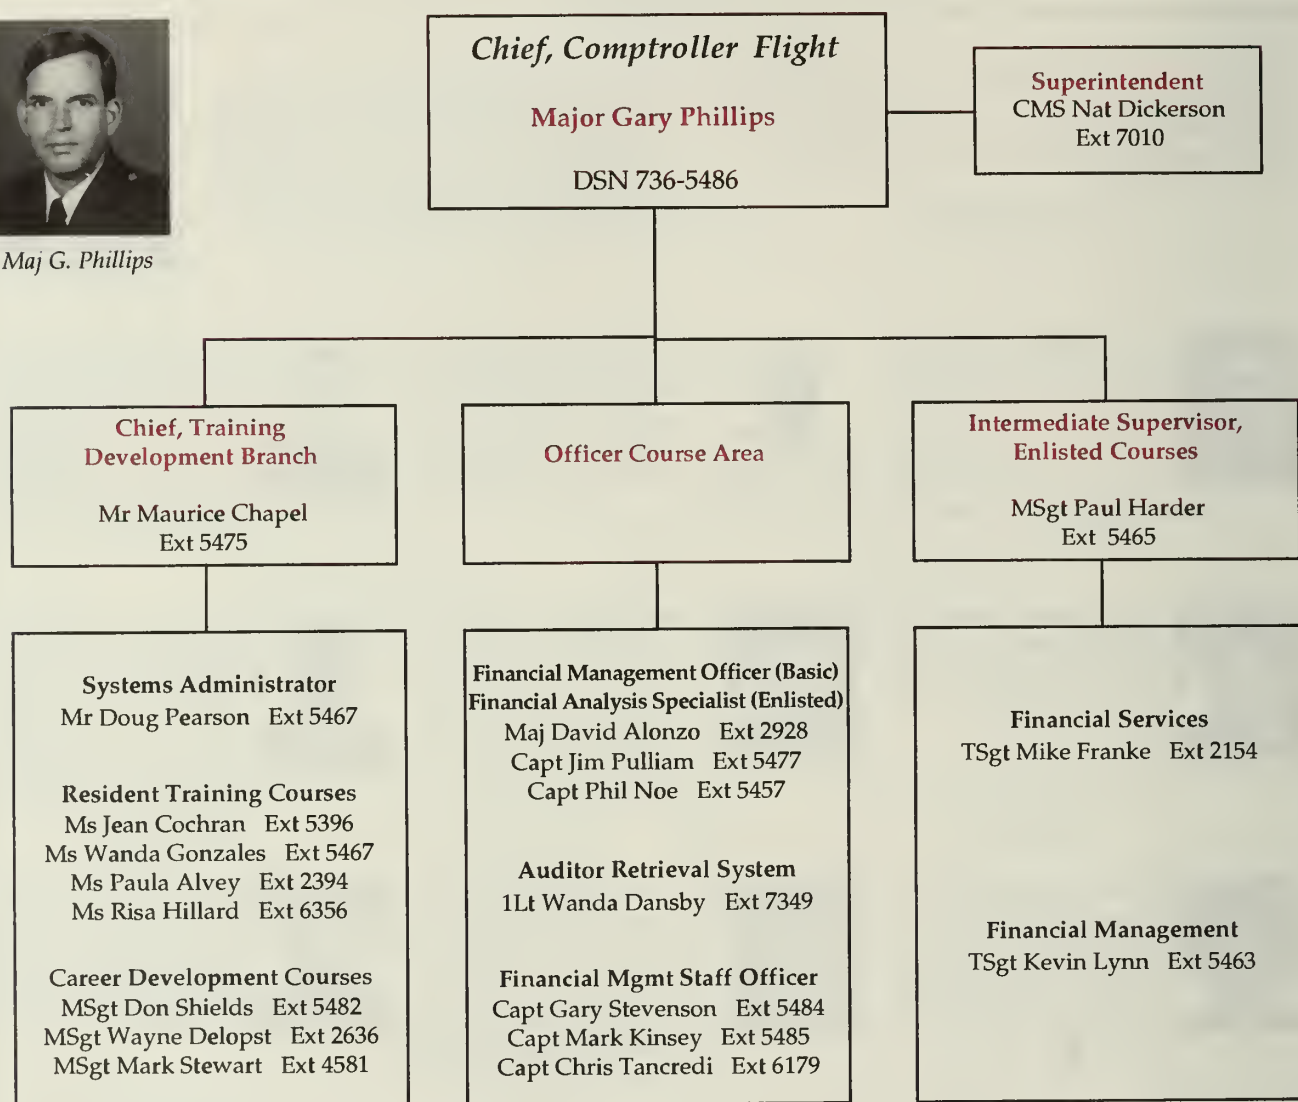 Chief, Comptroller Flight
Major Gary Phillips
DSN 736-5486
Superintendent
CMS Nat Dickerson
Ext 7010
Maj G. Phillips
Chief, Training
Development Branch
Mr Maurice Chapel
Ext 5475
Officer Course Area
Intermediate Supervisor,
Enlisted Courses
MSgt Paul Harder
Ext 5465
Systems Administrator
Mr Doug Pearson Ext 5467
Resident Training Courses
Ms Jean Cochran Ext 5396
Ms Wanda Gonzales Ext 5467
Ms Paula Alvey Ext 2394
Ms Risa Hillard Ext 6356
Career Development Courses
MSgt Don Shields Ext 5482
MSgt Wayne Delopst Ext 2636
MSgt Mark Stewart Ext 4581
Financial Management Officer (Basic)
Financial Analysis Specialist (Enlisted)
Maj David Alonzo Ext 2928
Capt Jim Pulliam Ext 5477
Capt Phil Noe Ext 5457
Auditor Retrieval System
1Lt Wanda Dansby Ext 7349
Financial Mgmt Staff Officer
Capt Gary Stevenson Ext 5484
Capt Mark Kinsey Ext 5485
Capt Chris Tancredi Ext 6179
Financial Services
TSgt Mike Franke Ext 2154
Financial Management
TSgt Kevin Lynn Ext 5463